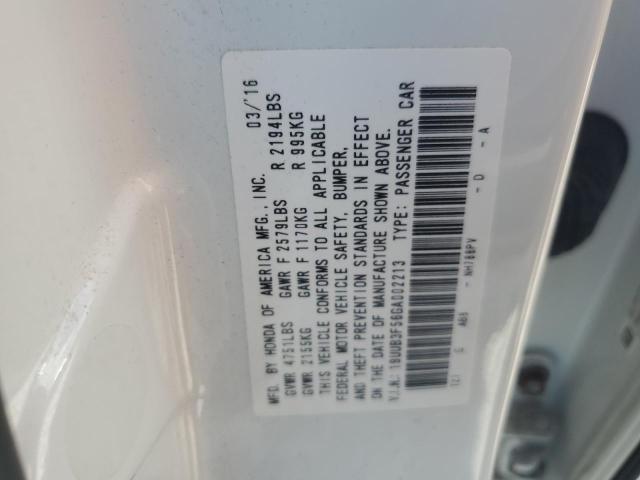 MFD. BY HONDA OF AMERICA MFG., INC. 03/'16
GVWR 4751LBS GAWR F 2579LBS R 2194LBS
GVWR 2155KG GAWR F 1170KG R 995KG
THIS VEHICLE CONFORMS TO ALL APPLICABLE
FEDERAL MOTOR VEHICLE SAFETY, BUMPER,
AND THEFT PREVENTION STANDARDS IN EFFECT
ON THE DATE OF MANUFACTURE SHOWN ABOVE.
V.I.N.: 19UUB3F56GA002213 TYPE: PASSENGER CAR
A68 - NH788PV - D - A